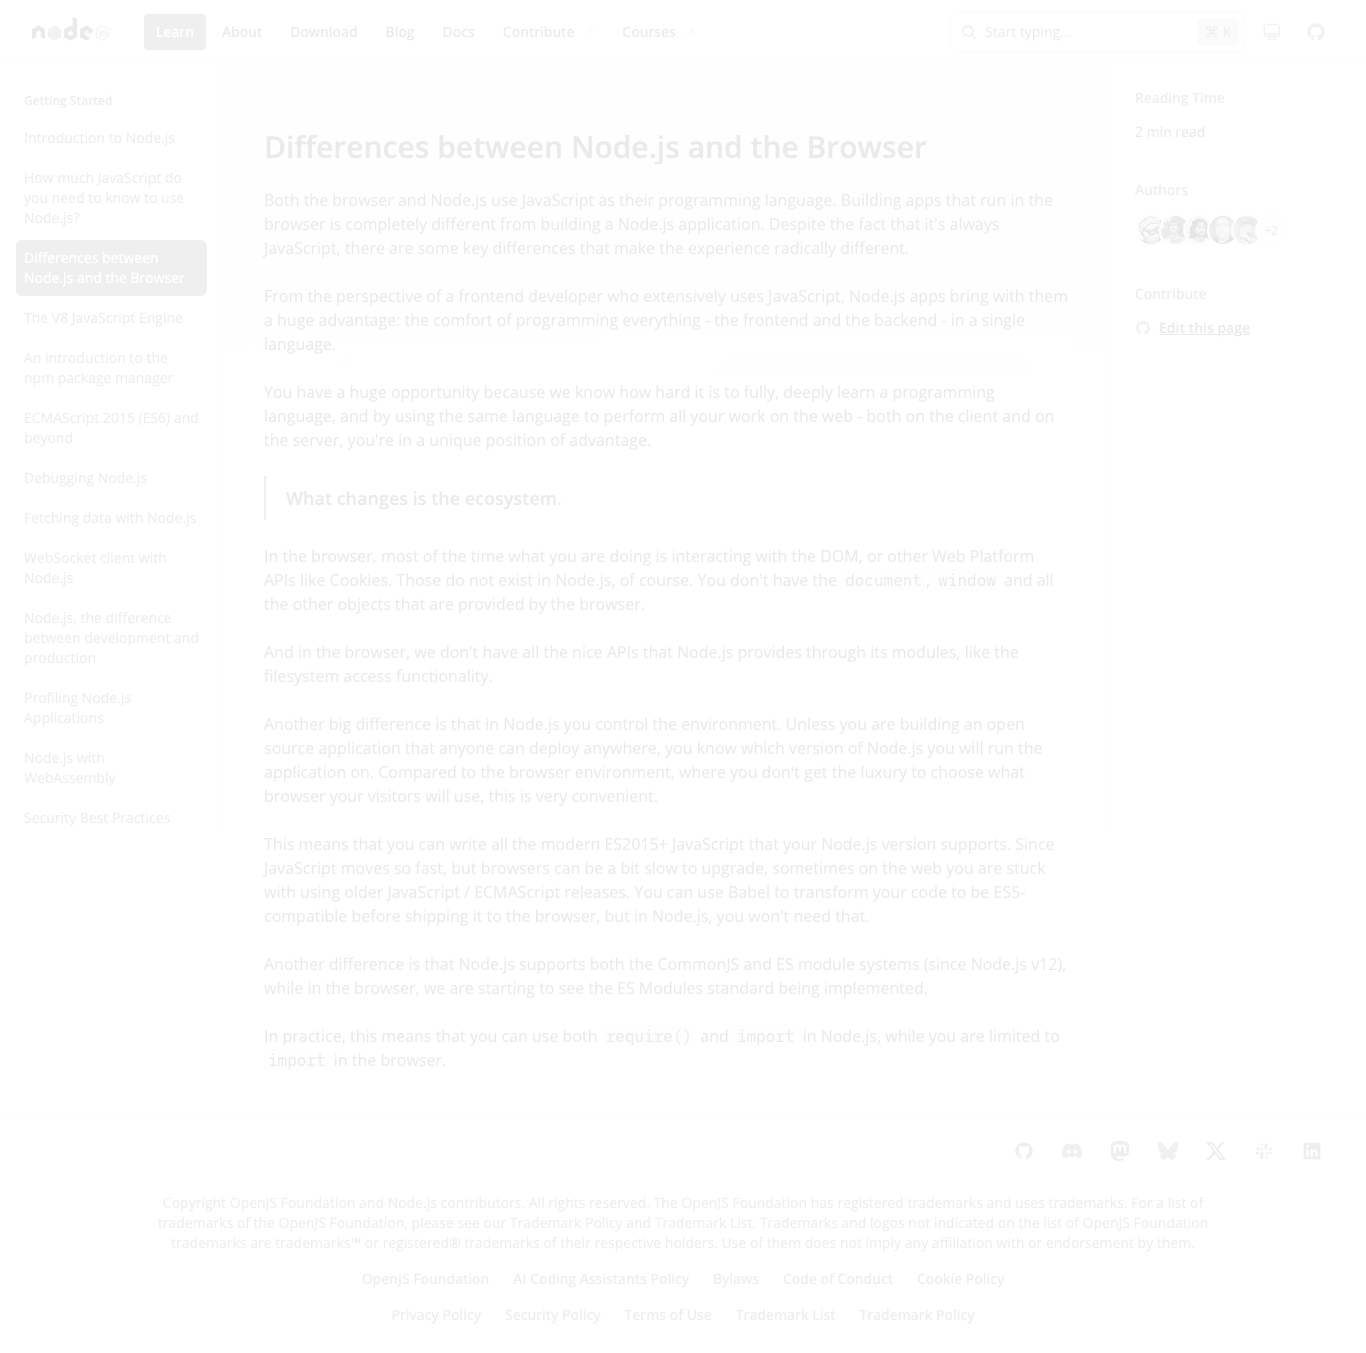 node JS
Learn
About
Download
Blog
Docs
Contribute
Courses
Start typing...
⌘ K
Getting Started
Introduction to Node.js
How much JavaScript do
you need to know to use
Node.js?
Differences between
Node.js and the Browser
The V8 JavaScript Engine
An introduction to the
npm package manager
ECMAScript 2015 (ES6) and
beyond
Debugging Node.js
Fetching data with Node.js
WebSocket client with
Node.js
Node.js, the difference
between development and
production
Profiling Node.js
Applications
Node.js with
WebAssembly
Security Best Practices
Differences between Node.js and the Browser
Both the browser and Node.js use JavaScript as their programming language. Building apps that run in the
browser is completely different from building a Node.js application. Despite the fact that it's always
JavaScript, there are some key differences that make the experience radically different.
From the perspective of a frontend developer who extensively uses JavaScript, Node.js apps bring with them
a huge advantage: the comfort of programming everything - the frontend and the backend - in a single
language.
You have a huge opportunity because we know how hard it is to fully, deeply learn a programming
language, and by using the same language to perform all your work on the web - both on the client and on
the server, you're in a unique position of advantage.
What changes is the ecosystem.
In the browser, most of the time what you are doing is interacting with the DOM, or other Web Platform
APIs like Cookies. Those do not exist in Node.js, of course. You don't have the document, window and all
the other objects that are provided by the browser.
And in the browser, we don't have all the nice APIs that Node.js provides through its modules, like the
filesystem access functionality.
Another big difference is that in Node.js you control the environment. Unless you are building an open
source application that anyone can deploy anywhere, you know which version of Node.js you will run the
application on. Compared to the browser environment, where you don't get the luxury to choose what
browser your visitors will use, this is very convenient.
This means that you can write all the modern ES2015+ JavaScript that your Node.js version supports. Since
JavaScript moves so fast, but browsers can be a bit slow to upgrade, sometimes on the web you are stuck
with using older JavaScript / ECMAScript releases. You can use Babel to transform your code to be ES5-
compatible before shipping it to the browser, but in Node.js, you won't need that.
Another difference is that Node.js supports both the CommonJS and ES module systems (since Node.js v12),
while in the browser, we are starting to see the ES Modules standard being implemented.
In practice, this means that you can use both require() and import in Node.js, while you are limited to
import in the browser.
Reading Time
2 min read
Authors
+2
Contribute
Edit this page
Copyright OpenJS Foundation and Node.js contributors. All rights reserved. The OpenJS Foundation has registered trademarks and uses trademarks. For a list of
trademarks of the OpenJS Foundation, please see our Trademark Policy and Trademark List. Trademarks and logos not indicated on the list of OpenJS Foundation
trademarks are trademarks™ or registered® trademarks of their respective holders. Use of them does not imply any affiliation with or endorsement by them.
OpenJS Foundation
AI Coding Assistants Policy
Bylaws
Code of Conduct
Cookie Policy
Privacy Policy
Security Policy
Terms of Use
Trademark List
Trademark Policy